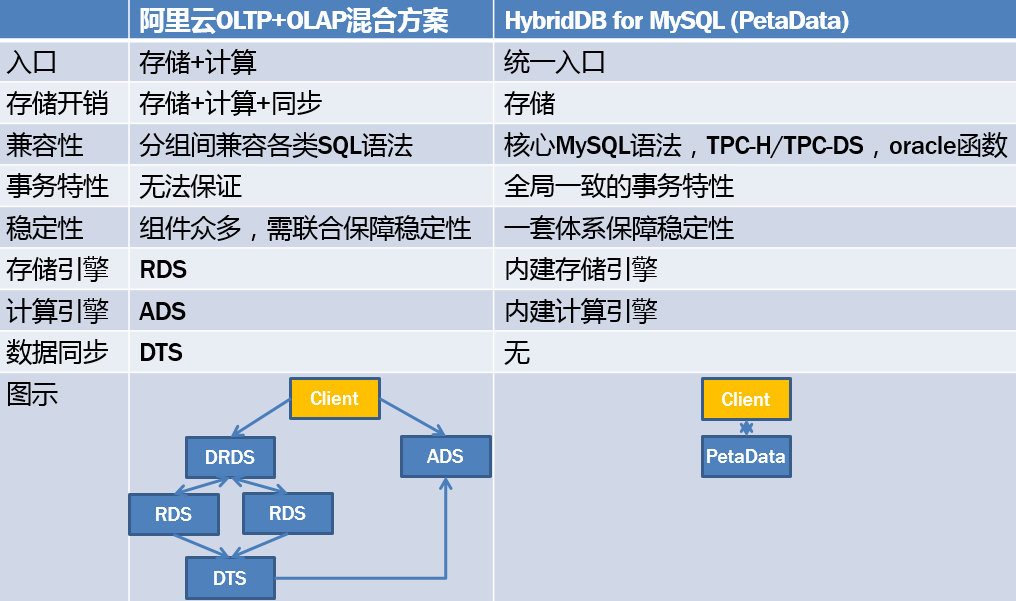 阿里云OLTP+OLAP混合方案 HybridDB for MySQL (PetaData)
入口 存储+计算 统一入口
存储开销 存储+计算+同步 存储
兼容性 分组间兼容各类SQL语法 核心MySQL语法，TPC-H/TPC-DS，oracle函数
事务特性 无法保证 全局一致的事务特性
稳定性 组件众多，需联合保障稳定性 一套体系保障稳定性
存储引擎 RDS 内建存储引擎
计算引擎 ADS 内建计算引擎
数据同步 DTS 无
图示
Client
DRDS ADS
RDS RDS
DTS
Client
PetaData